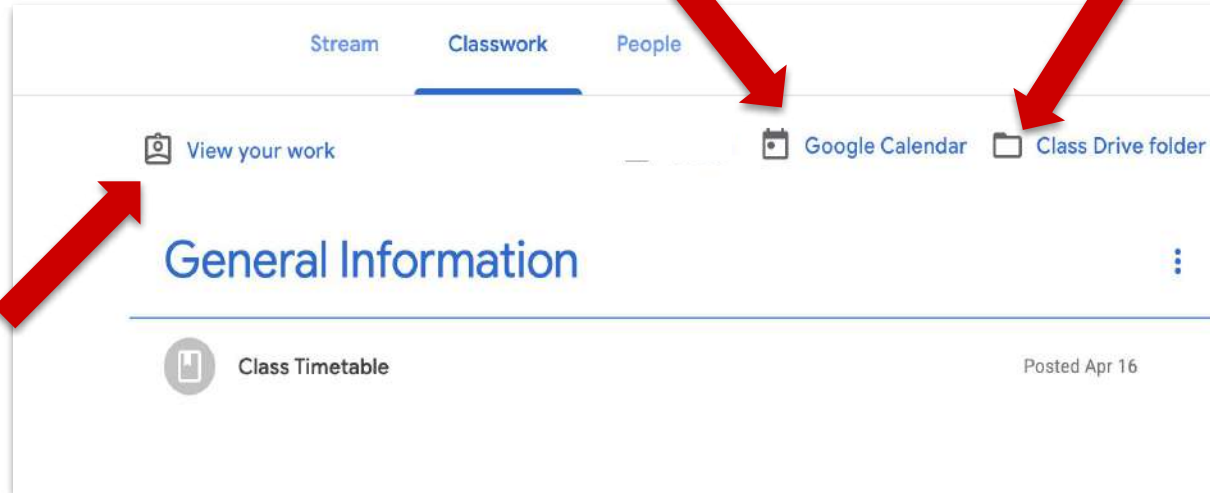 Stream Classwork People
View your work Google Calendar Class Drive folder
General Information
Class Timetable Posted Apr 16